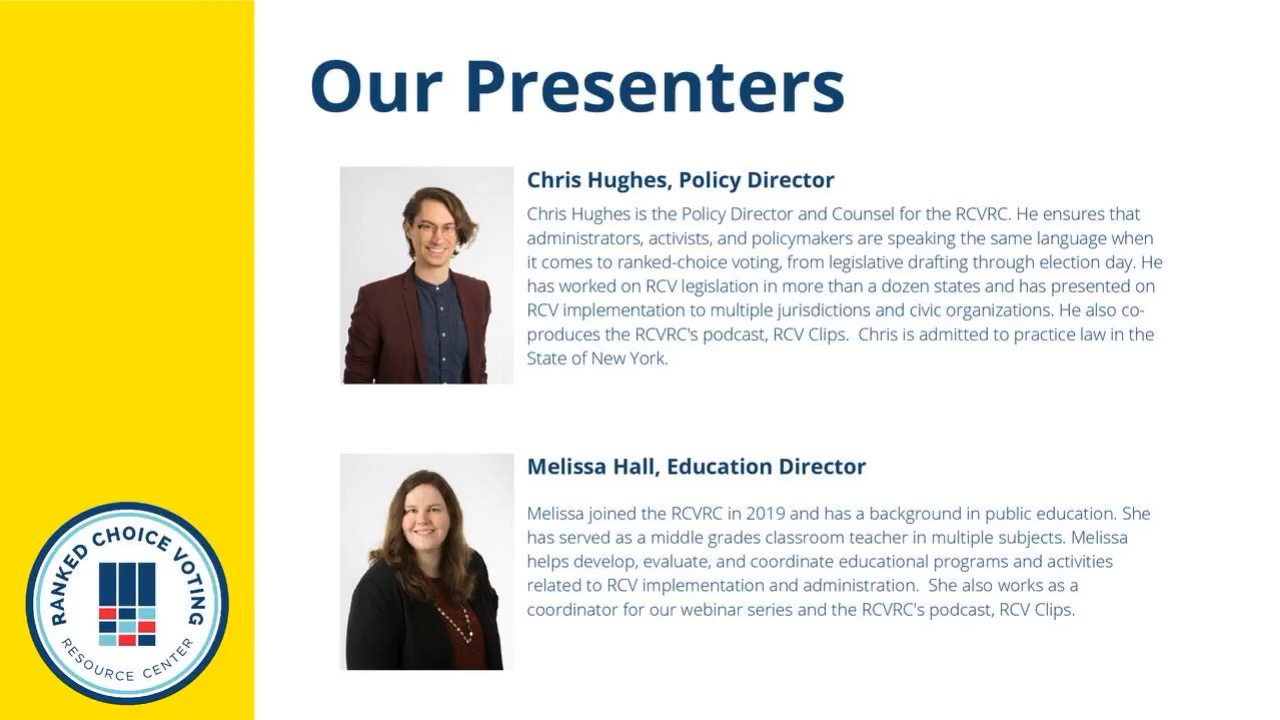 Our Presenters
Chris Hughes, Policy Director
Chris Hughes is the Policy Director and Counsel for the RCVRC. He ensures that
administrators, activists, and policymakers are speaking the same language when
it comes to ranked-choice voting, from legislative drafting through election day. He
has worked on RCV legislation in more than a dozen states and has presented on
RCV implementation to multiple jurisdictions and civic organizations. He also co-
produces the RCVRC's podcast, RCV Clips.  Chris is admitted to practice law in the
State of New York.
Melissa Hall, Education Director
Melissa joined the RCVRC in 2019 and has a background in public education. She
has served as a middle grades classroom teacher in multiple subjects. Melissa
helps develop, evaluate, and coordinate educational programs and activities
related to RCV implementation and administration.  She also works as a
coordinator for our webinar series and the RCVRC's podcast, RCV Clips.
RANKED CHOICE VOTING
RESOURCE CENTER